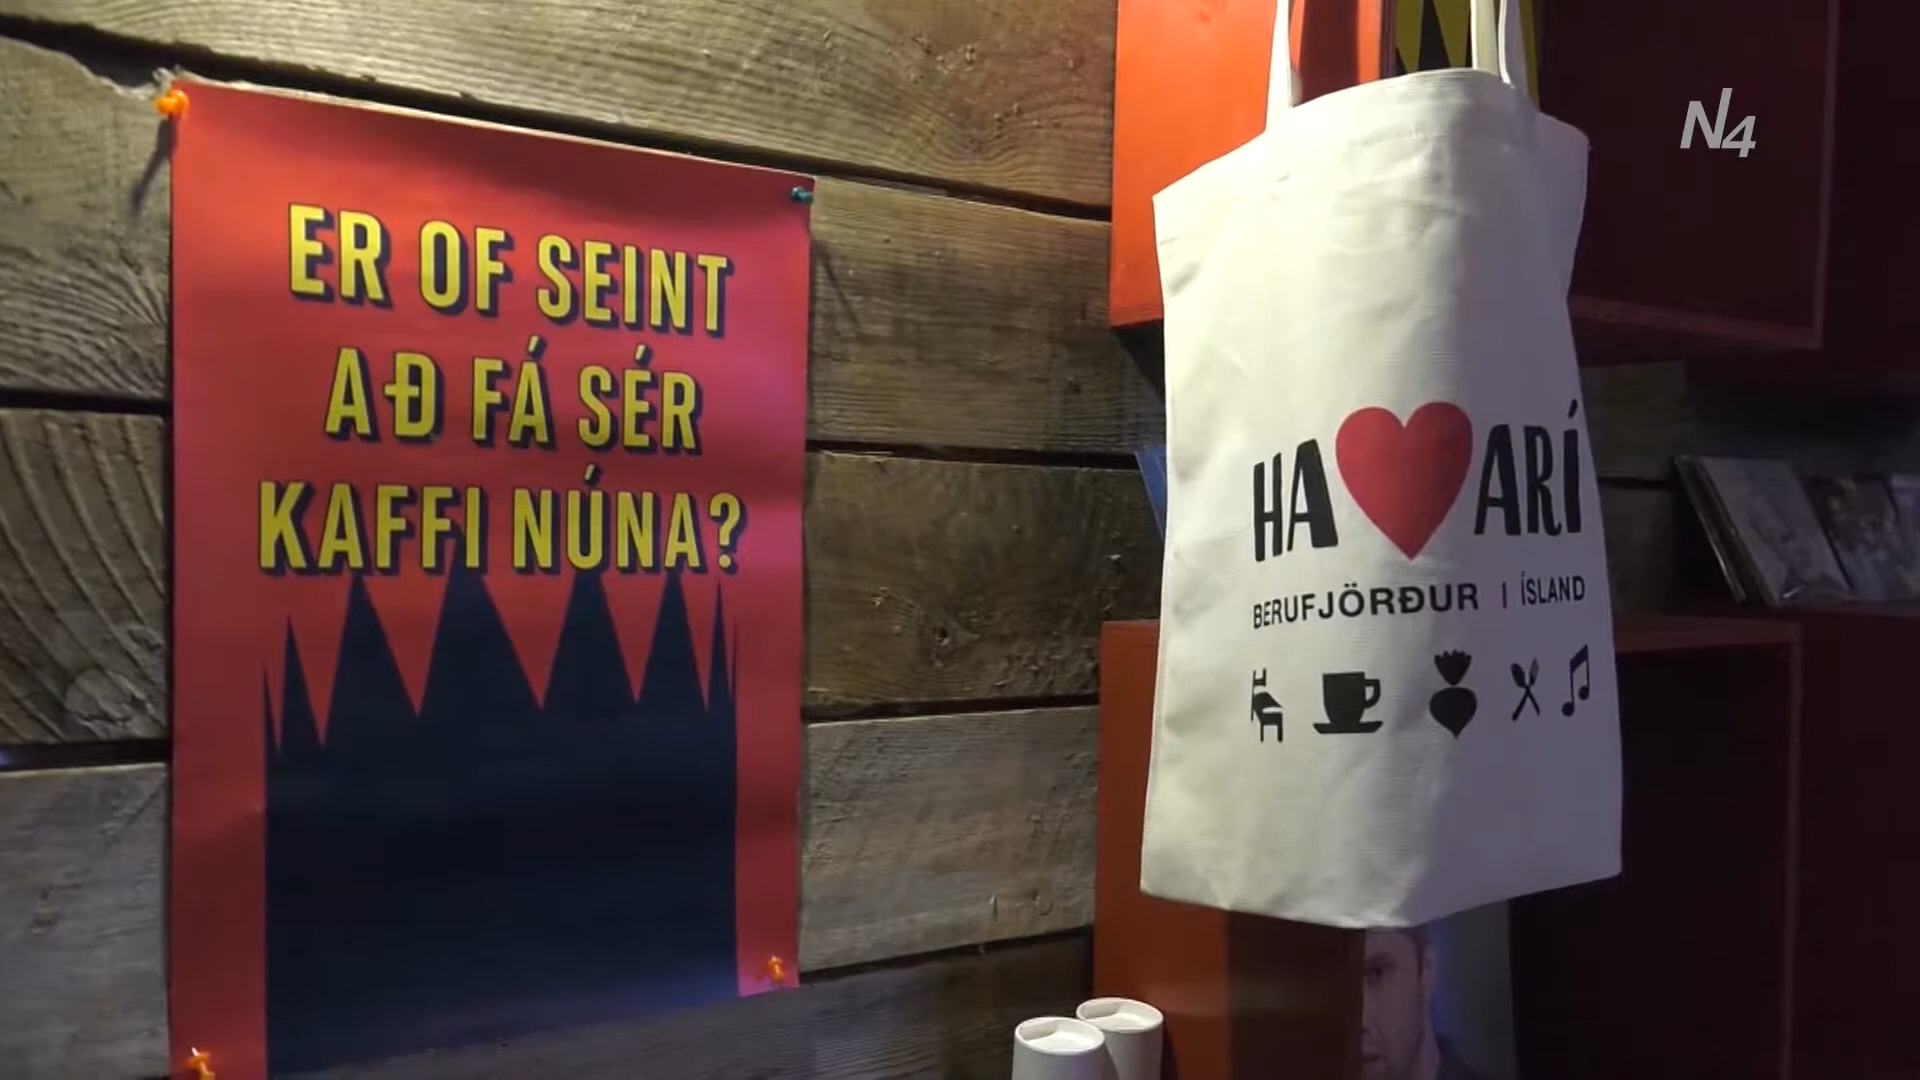 ER OF SEINT
AÐ FÁ SÉR
KAFFI NÚNA?
HA ARÍ
BERUFJÖRÐUR I ÍSLAND
N4